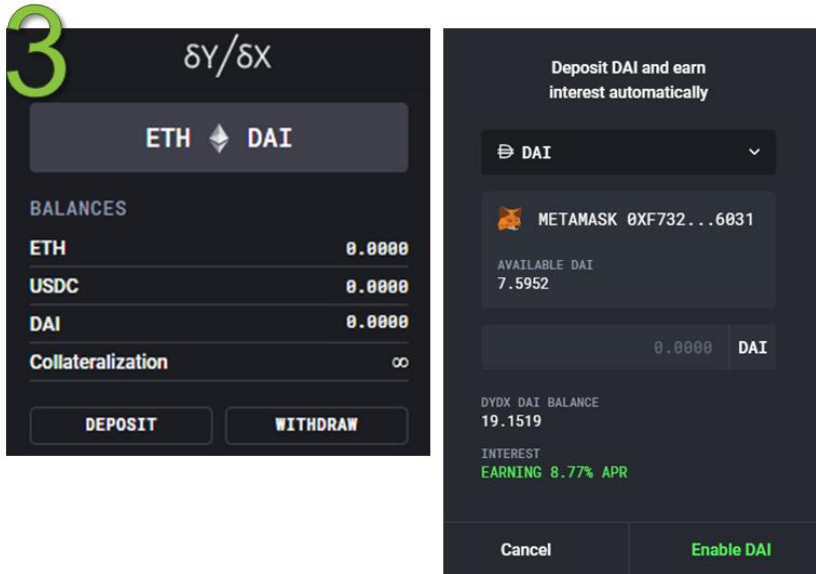 3
δY/δX
ETH DAI
BALANCES
ETH 0.0000
USDC 0.0000
DAI 0.0000
Collateralization ∞
DEPOSIT WITHDRAW
Deposit DAI and earn
interest automatically
DAI
METAMASK 0XF732...6031
AVAILABLE DAI
7.5952
0.0000 DAI
DYDX DAI BALANCE
19.1519
INTEREST
EARNING 8.77% APR
Cancel Enable DAI